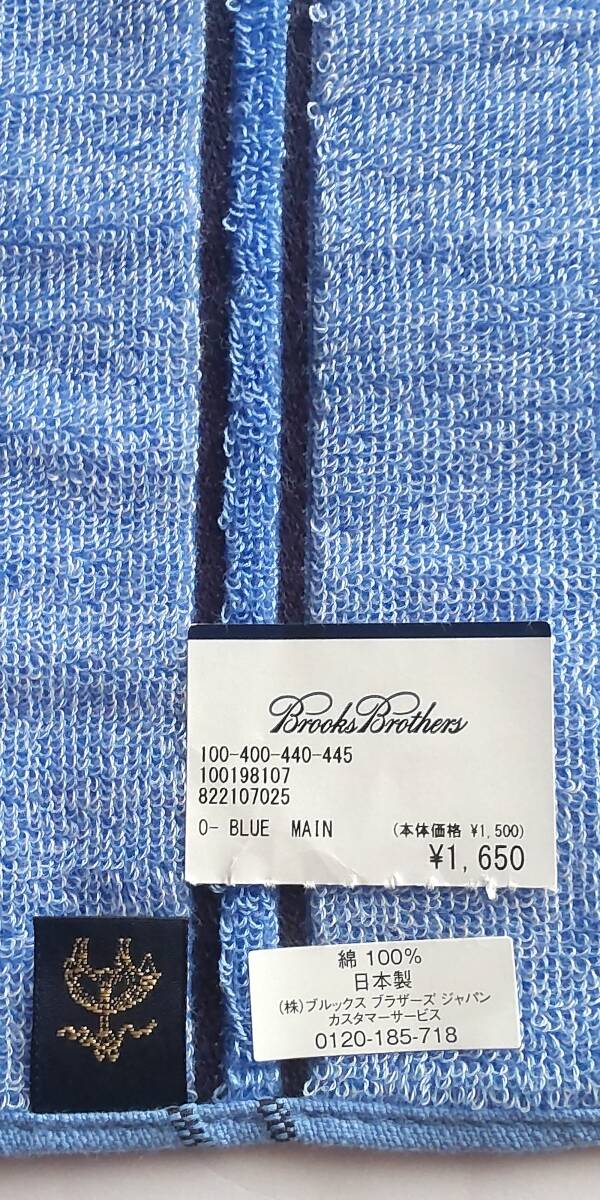 Brooks Brothers
100-400-440-445
100198107
822107025
0- BLUE MAIN (本体価格 ¥1,500)
¥1,650
綿 100%
日本製
(株)ブルックス ブラザーズ ジャパン
カスタマーサービス
0120-185-718